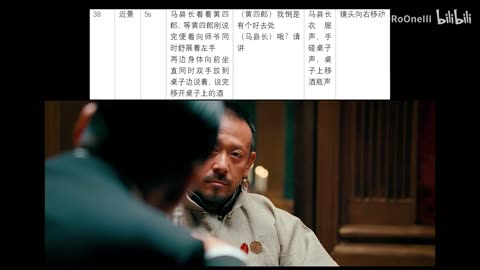 RoOneIII bilibili
38
近景
5s
马县长看着黄四
郎，等黄四郎刚说
完便看向师爷同
时舒展着左手
再边身体向前坐
直同时双手放到
桌子边说着，说完
移开桌子上的酒
（黄四郎）我倒是
有个好去处
（马县长）哦？请
讲
马县长
衣服
声、手
碰桌子
声、桌
子上移
酒瓶声
镜头向右移动